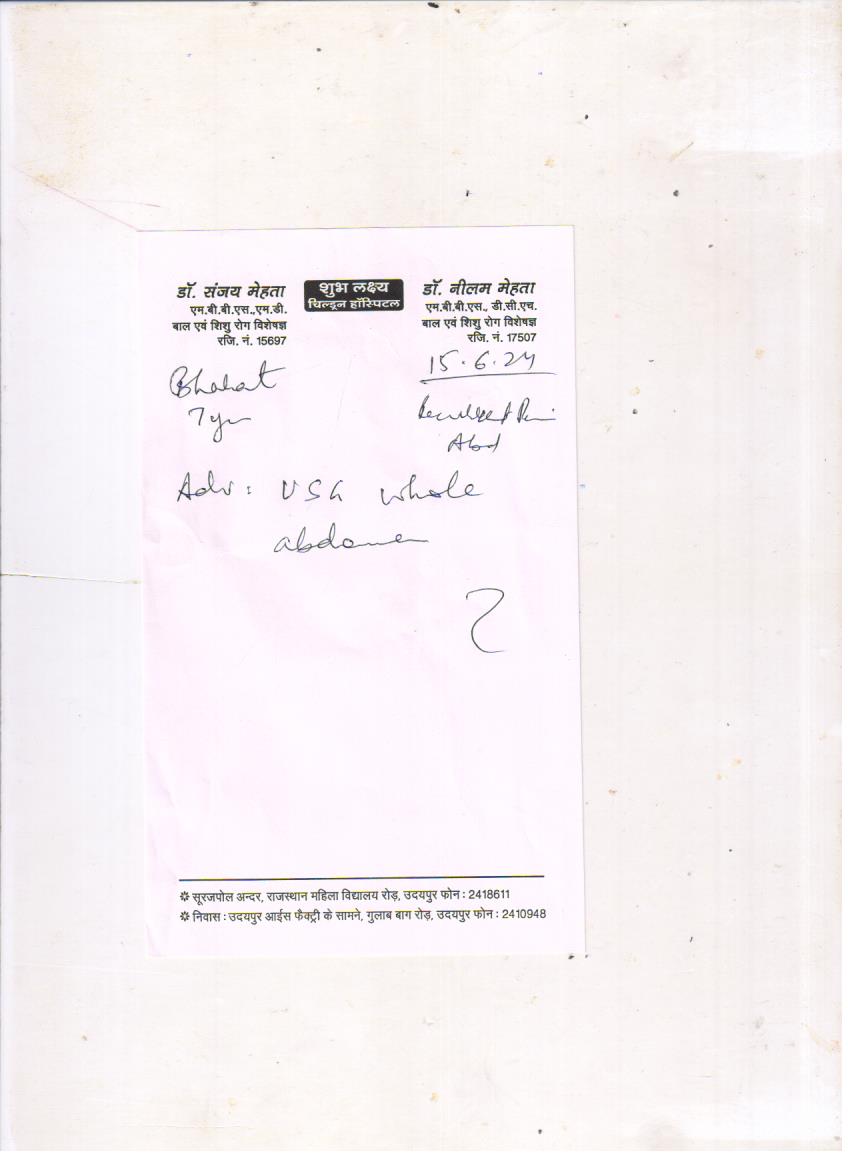 डॉ. संजय मेहता
एम.बी.बी.एस.,एम.डी.
बाल एवं शिशु रोग विशेषज्ञ
रजि. नं. 15697
शुभ लक्ष्य
चिल्ड्रन हॉस्पिटल
डॉ. नीलम मेहता
एम.बी.बी.एस., डी.सी.एच.
बाल एवं शिशु रोग विशेषज्ञ
रजि. नं. 17507
15.6.24
Bharat
7 yr
Abd
Adv: USG whole
abdomen
❇ सूरजपोल अन्दर, राजस्थान महिला विद्यालय रोड़, उदयपुर फोन : 2418611
❇ निवास : उदयपुर आईस फैक्ट्री के सामने, गुलाब बाग रोड़, उदयपुर फोन : 2410948